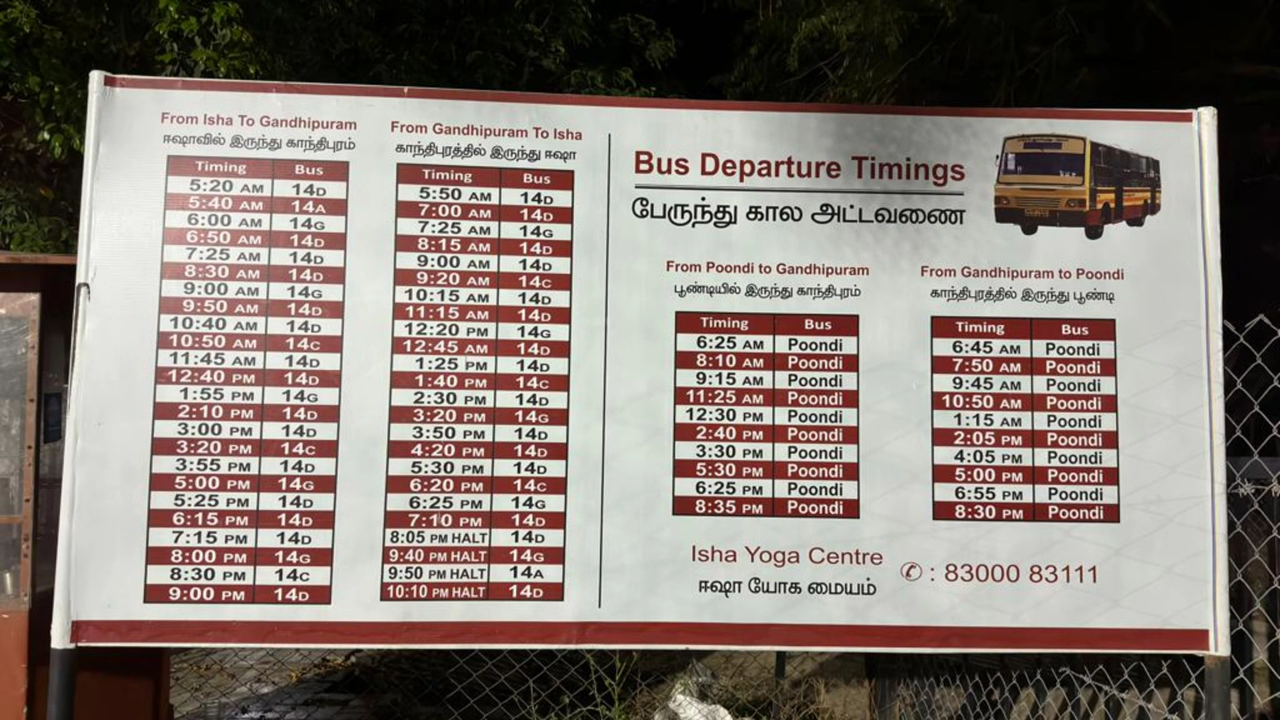 From Isha To Gandhipuram
ஈஷாவில் இருந்து காந்திபுரம்
Timing Bus
5:20 AM 14D
5:40 AM 14A
6:00 AM 14G
6:50 AM 14D
7:25 AM 14D
8:30 AM 14D
9:00 AM 14G
9:50 AM 14D
10:40 AM 14D
10:50 AM 14C
11:45 AM 14D
12:40 PM 14D
1:55 PM 14G
2:10 PM 14D
3:00 PM 14D
3:20 PM 14C
3:55 PM 14D
5:00 PM 14G
5:25 PM 14D
6:15 PM 14D
7:15 PM 14D
8:00 PM 14G
8:30 PM 14C
9:00 PM 14D
From Gandhipuram To Isha
காந்திபுரத்தில் இருந்து ஈஷா
Timing Bus
5:50 AM 14D
7:00 AM 14D
7:25 AM 14G
8:15 AM 14D
9:00 AM 14D
9:20 AM 14C
10:15 AM 14D
11:15 AM 14D
12:20 PM 14G
12:45 AM 14D
1:25 PM 14D
1:40 PM 14C
2:30 PM 14D
3:20 PM 14G
3:50 PM 14D
4:20 PM 14D
5:30 PM 14D
6:20 PM 14C
6:25 PM 14G
7:10 PM 14D
8:05 PM HALT 14D
9:40 PM HALT 14G
9:50 PM HALT 14A
10:10 PM HALT 14D
Bus Departure Timings
பேருந்து கால அட்டவணை
From Poondi to Gandhipuram
பூண்டியில் இருந்து காந்திபுரம்
Timing Bus
6:25 AM Poondi
8:10 AM Poondi
9:15 AM Poondi
11:25 AM Poondi
12:30 PM Poondi
2:40 PM Poondi
3:30 PM Poondi
5:30 PM Poondi
6:25 PM Poondi
8:35 PM Poondi
From Gandhipuram to Poondi
காந்திபுரத்தில் இருந்து பூண்டி
Timing Bus
6:45 AM Poondi
7:50 AM Poondi
9:45 AM Poondi
10:50 AM Poondi
1:15 AM Poondi
2:05 PM Poondi
4:05 PM Poondi
5:00 PM Poondi
6:55 PM Poondi
8:30 PM Poondi
Isha Yoga Centre
ஈஷா யோக மையம்
✆ : 83000 83111